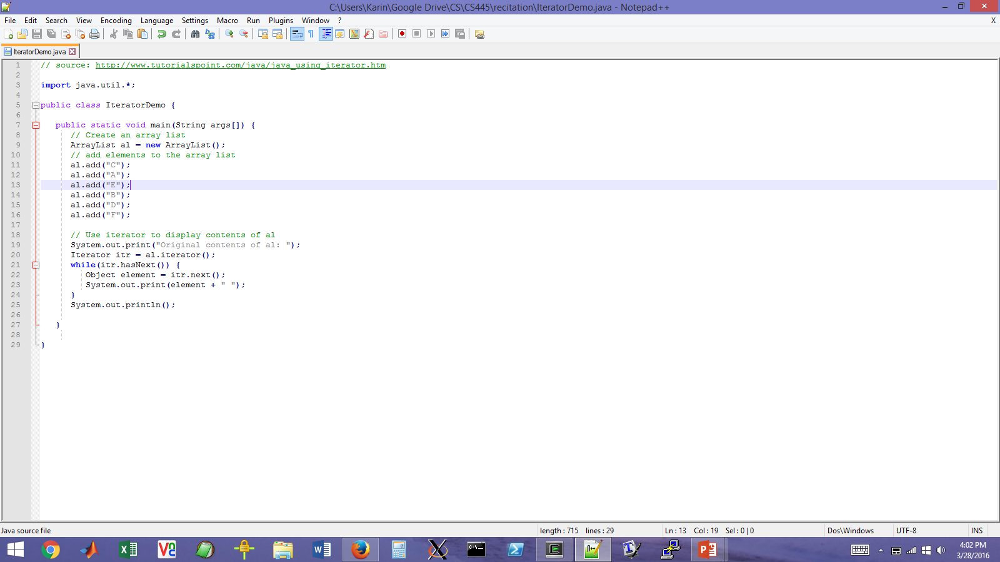 C:\Users\Karin\Google Drive\CS\CS445\recitation\IteratorDemo.java - Notepad++
File Edit Search View Encoding Language Settings Macro Run Plugins Window ? X
IteratorDemo.java
1 // source: http://www.tutorialspoint.com/java/java_using_iterator.htm
2
3 import java.util.*;
4
5 public class IteratorDemo {
6
7 public static void main(String args[]) {
8 // Create an array list
9 ArrayList al = new ArrayList();
10 // add elements to the array list
11 al.add("C");
12 al.add("A");
13 al.add("E");
14 al.add("B");
15 al.add("D");
16 al.add("F");
17
18 // Use iterator to display contents of al
19 System.out.print("Original contents of al: ");
20 Iterator itr = al.iterator();
21 while(itr.hasNext()) {
22 Object element = itr.next();
23 System.out.print(element + " ");
24 }
25 System.out.println();
26
27 }
28
29 }
Java source file length : 715 lines : 29 Ln : 13 Col : 19 Sel : 0 | 0 Dos\Windows UTF-8 INS
4:02 PM
3/28/2016